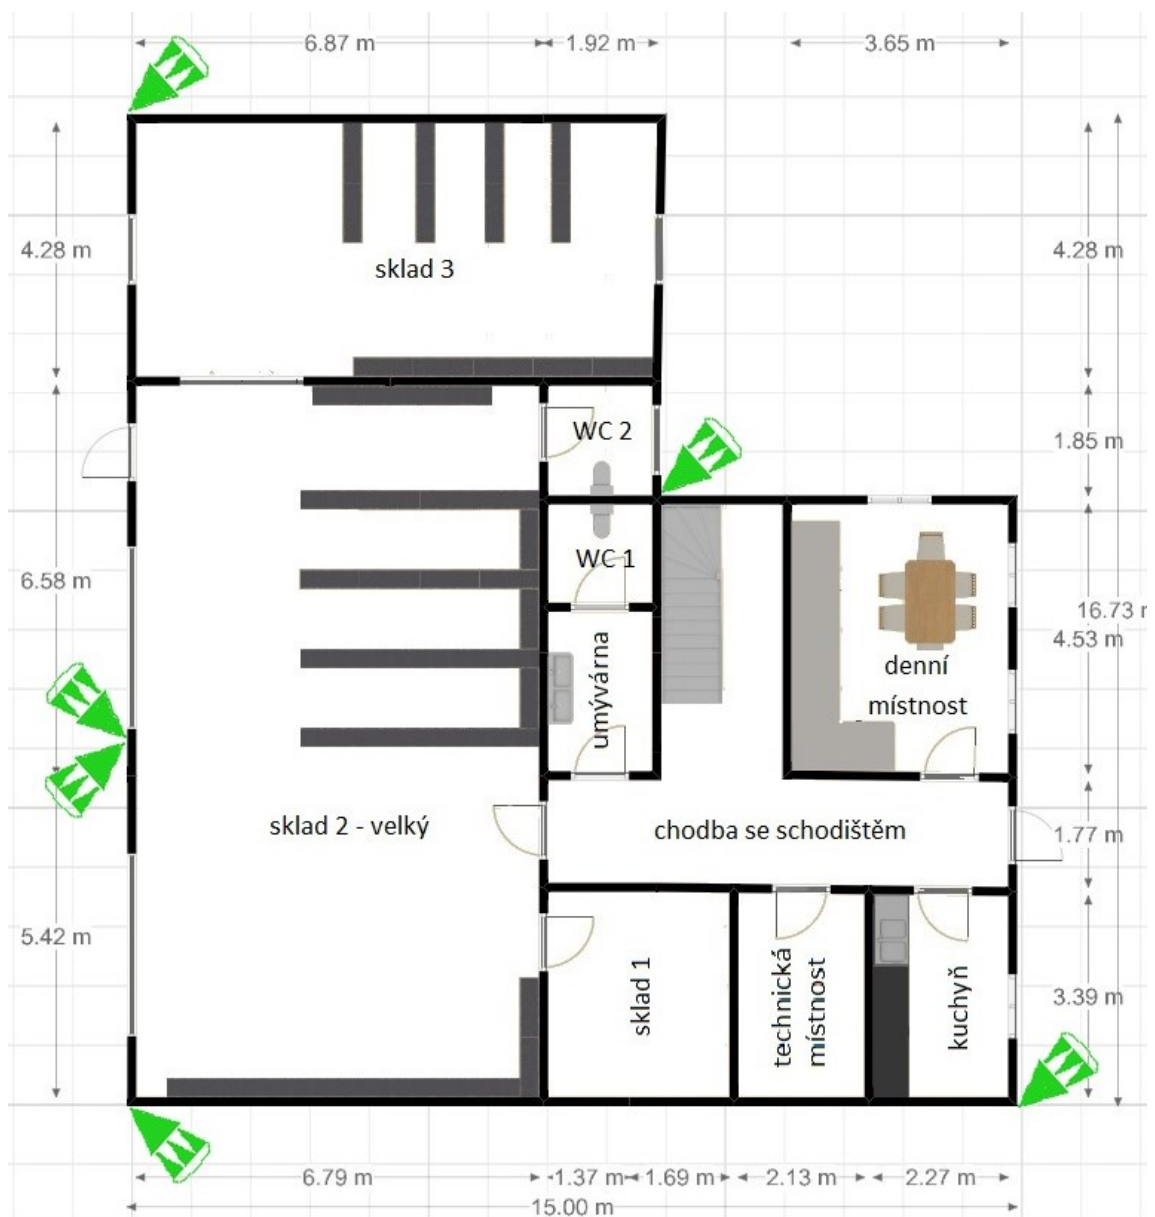 6.87 m
1.92 m
3.65 m
4.28 m
sklad 3
4.28 m
WC 2
1.85 m
WC 1
6.58 m
16.73
4.53 m
umývárna
denní
místnost
sklad 2 - velký
chodba se schodištěm
1.77 m
5.42 m
sklad 1
technická
místnost
kuchyň
3.39 m
6.79 m
1.37 m
1.69 m
2.13 m
2.27 m
15.00 m